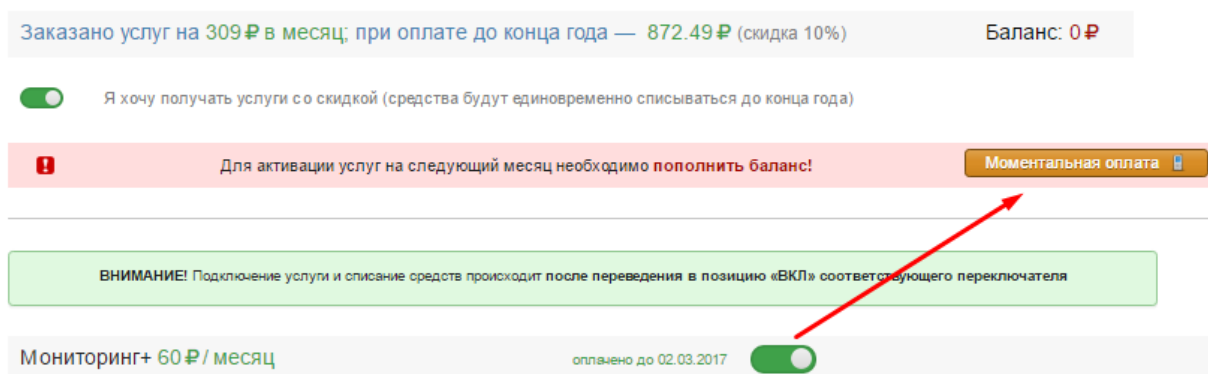 Заказано услуг на 309 ₽ в месяц; при оплате до конца года — 872.49 ₽ (скидка 10%) Баланс: 0 ₽
Я хочу получать услуги со скидкой (средства будут единовременно списываться до конца года)
Для активации услуг на следующий месяц необходимо пополнить баланс! Моментальная оплата
ВНИМАНИЕ! Подключение услуги и списание средств происходит после переведения в позицию «ВКЛ» соответствующего переключателя
Мониторинг+ 60 ₽ / месяц оплачено до 02.03.2017